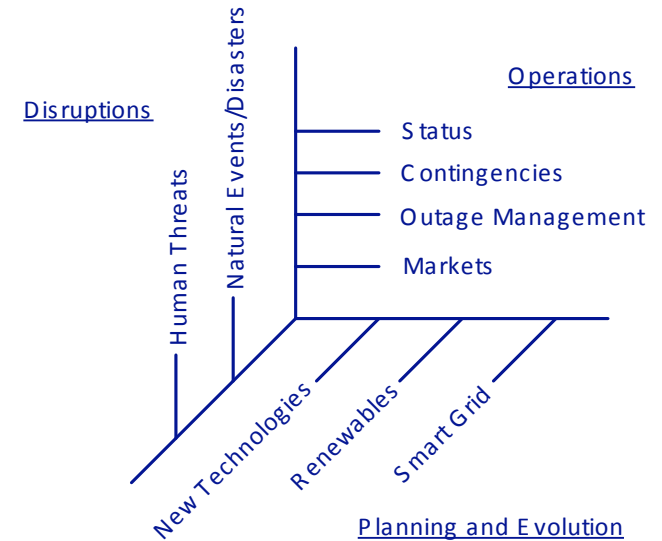 Disruptions
Human Threats
Natural Events/Disasters
Operations
Status
Contingencies
Outage Management
Markets
New Technologies
Renewables
Smart Grid
Planning and Evolution